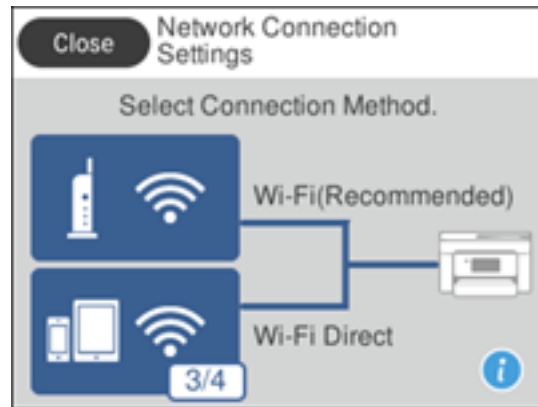 Close
Network Connection
Settings
Select Connection Method.
Wi-Fi(Recommended)
Wi-Fi Direct
3/4
i